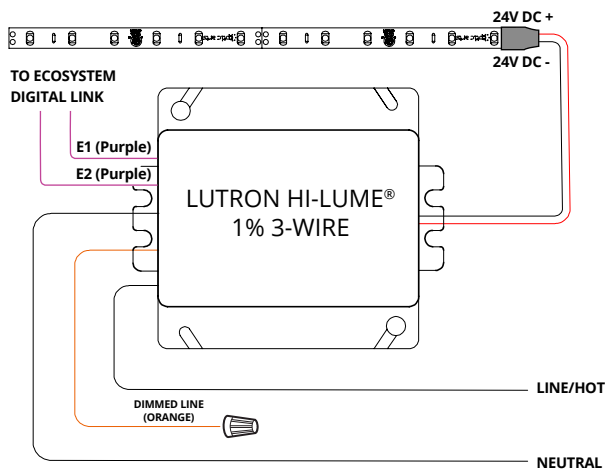 24V DC +
24V DC -
TO ECOSYSTEM
DIGITAL LINK
E1 (Purple)
E2 (Purple)
LUTRON HI-LUME®
1% 3-WIRE
LINE/HOT
DIMMED LINE
(ORANGE)
NEUTRAL